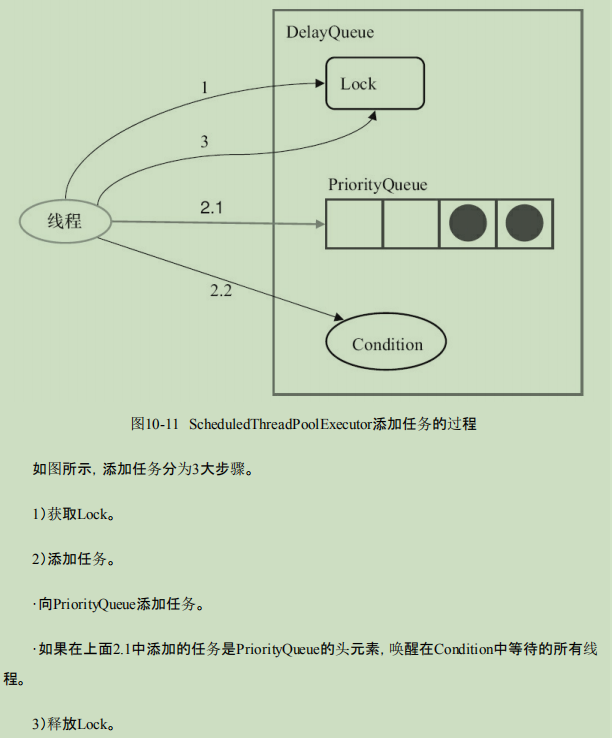 DelayQueue
Lock
1
3
PriorityQueue
线程
2.1
2.2
Condition
图10-11 ScheduledThreadPoolExecutor添加任务的过程
如图所示，添加任务分为3大步骤。
1）获取Lock。
2）添加任务。
·向PriorityQueue添加任务。
·如果在上面2.1中添加的任务是PriorityQueue的头元素，唤醒在Condition中等待的所有线
程。
3）释放Lock。